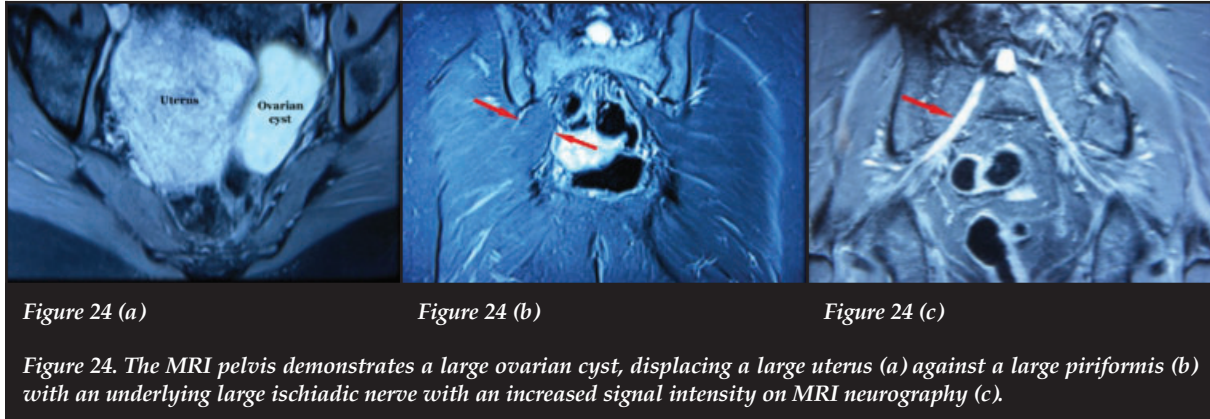 Uterus
Ovarian
cyst
Figure 24 (a)
Figure 24 (b)
Figure 24 (c)
Figure 24. The MRI pelvis demonstrates a large ovarian cyst, displacing a large uterus (a) against a large piriformis (b)
with an underlying large ischiadic nerve with an increased signal intensity on MRI neurography (c).